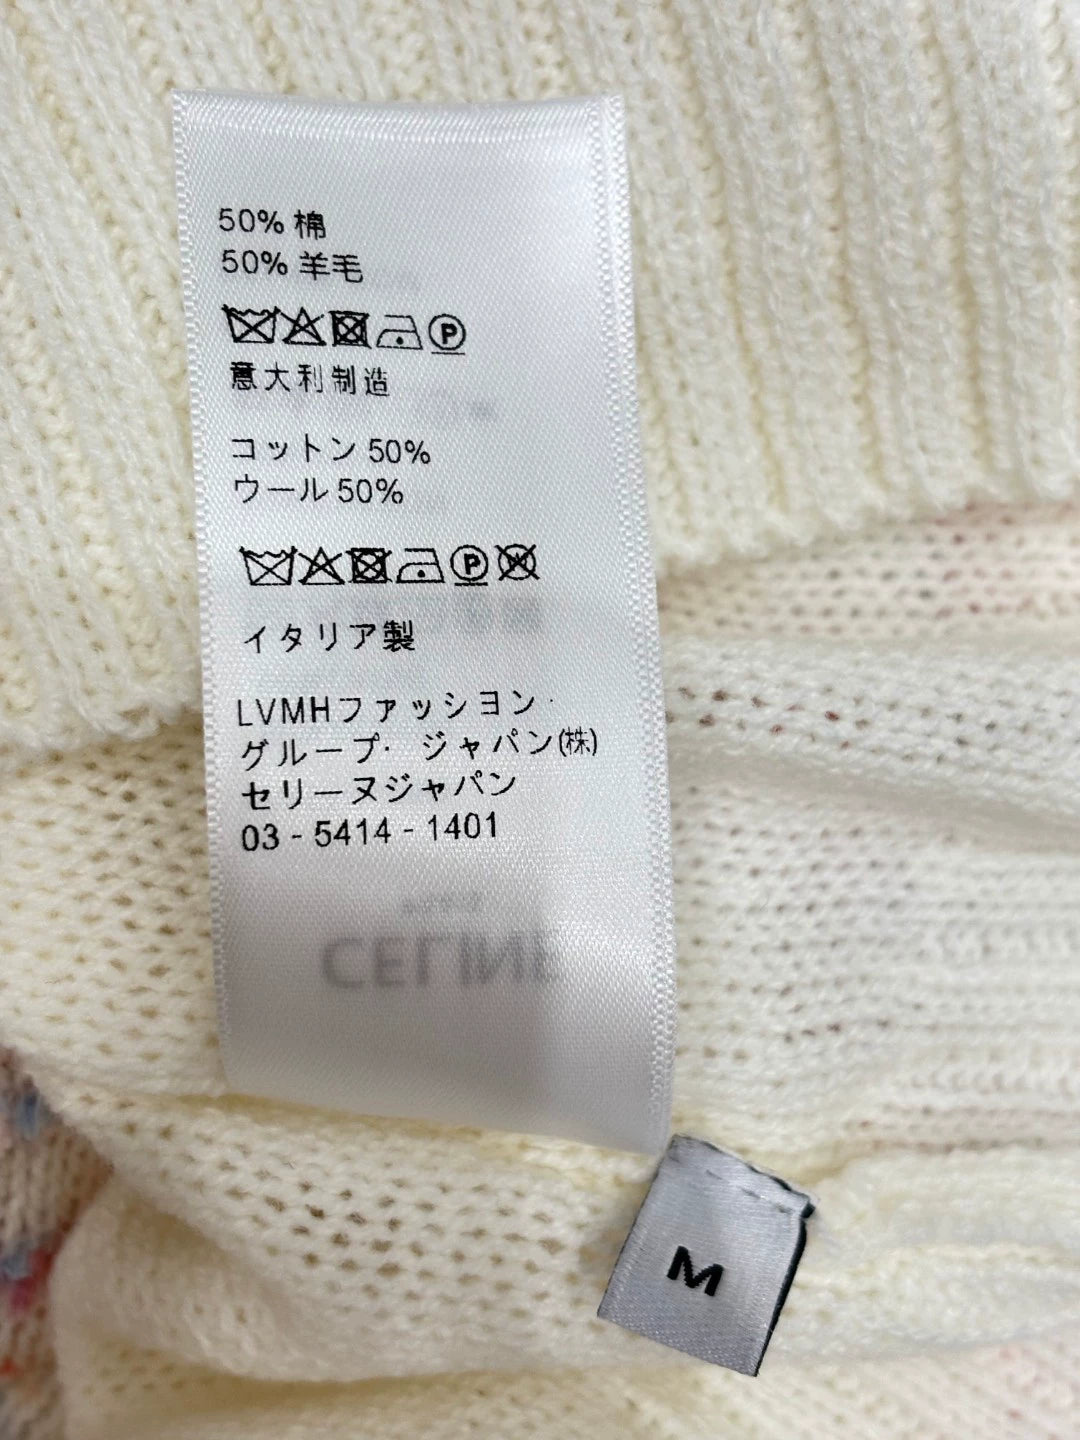 50% 棉
50% 羊毛
P
意大利制造
コットン 50%
ウール 50%
P W
イタリア製
LVMHファッション・
グループ・ジャパン(株)
セリーヌジャパン
03 - 5414 - 1401
CELINE
M